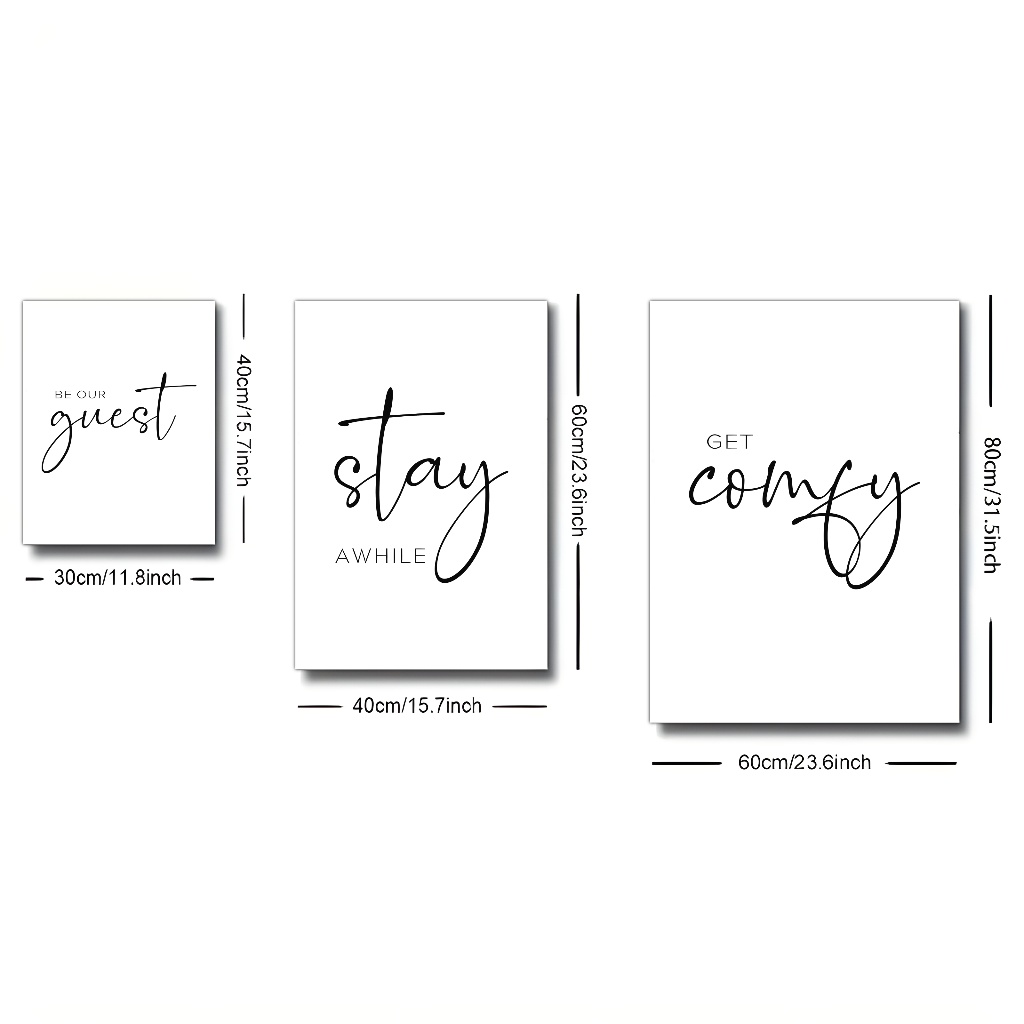 BE OUR
guest
40cm/15.7inch
30cm/11.8inch
stay
AWHILE
60cm/23.6inch
40cm/15.7inch
GET
comfy
80cm/31.5inch
60cm/23.6inch